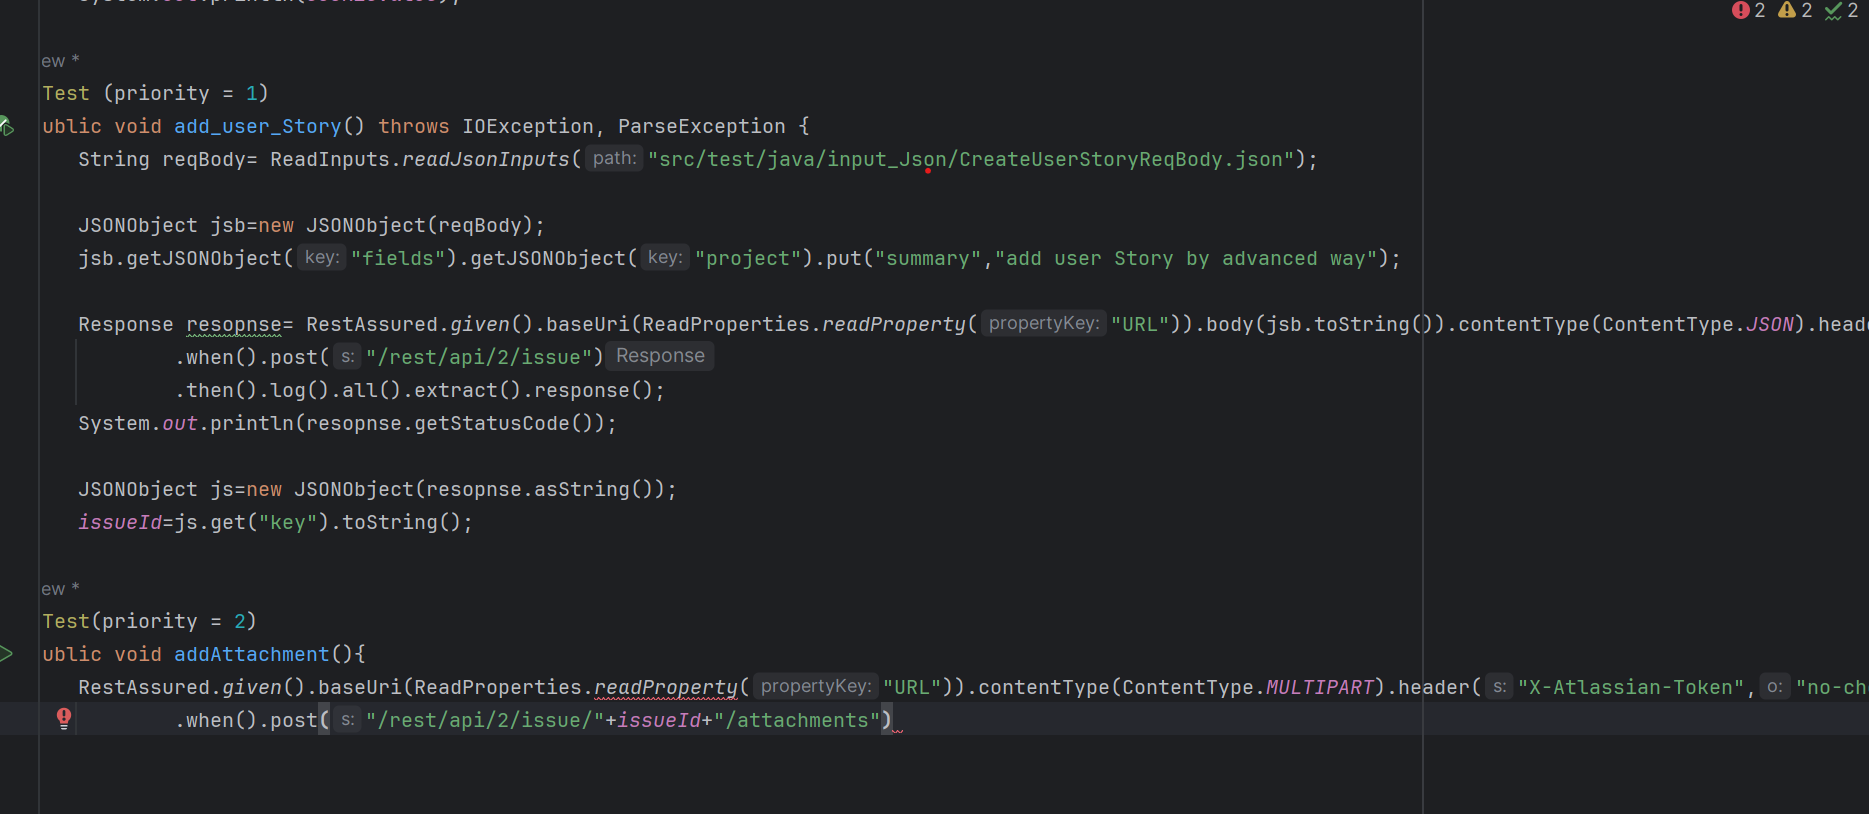 2 2 2
ew *
Test (priority = 1)
ublic void add_user_Story() throws IOException, ParseException {
String reqBody= ReadInputs.readJsonInputs( path: "src/test/java/input_Json/CreateUserStoryReqBody.json");
JSONObject jsb=new JSONObject(reqBody);
jsb.getJSONObject( key: "fields").getJSONObject( key: "project").put("summary","add user Story by advanced way");
Response resopnse= RestAssured.given().baseUri(ReadProperties.readProperty( propertyKey: "URL")).body(jsb.toString()).contentType(ContentType.JSON).heade
.when().post( s: "/rest/api/2/issue") Response
.then().log().all().extract().response();
System.out.println(resopnse.getStatusCode());
JSONObject js=new JSONObject(resopnse.asString());
issueId=js.get("key").toString();
ew *
Test(priority = 2)
ublic void addAttachment(){
RestAssured.given().baseUri(ReadProperties.readProperty( propertyKey: "URL")).contentType(ContentType.MULTIPART).header( s: "X-Atlassian-Token", o: "no-che
.when().post( s: "/rest/api/2/issue/"+issueId+"/attachments")